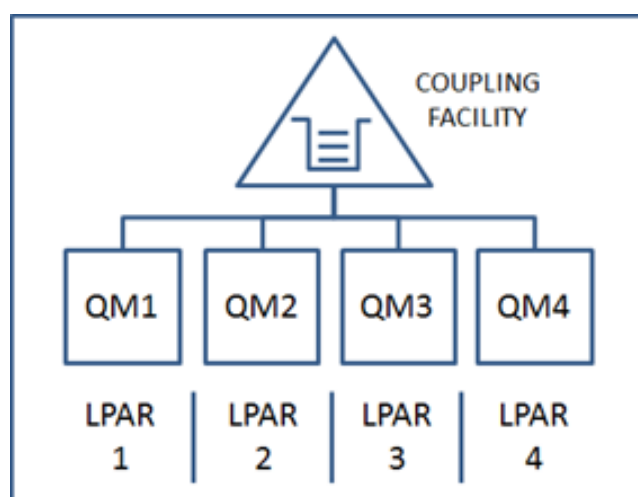 COUPLING
FACILITY
QM1 QM2 QM3 QM4
LPAR LPAR LPAR LPAR
1 2 3 4